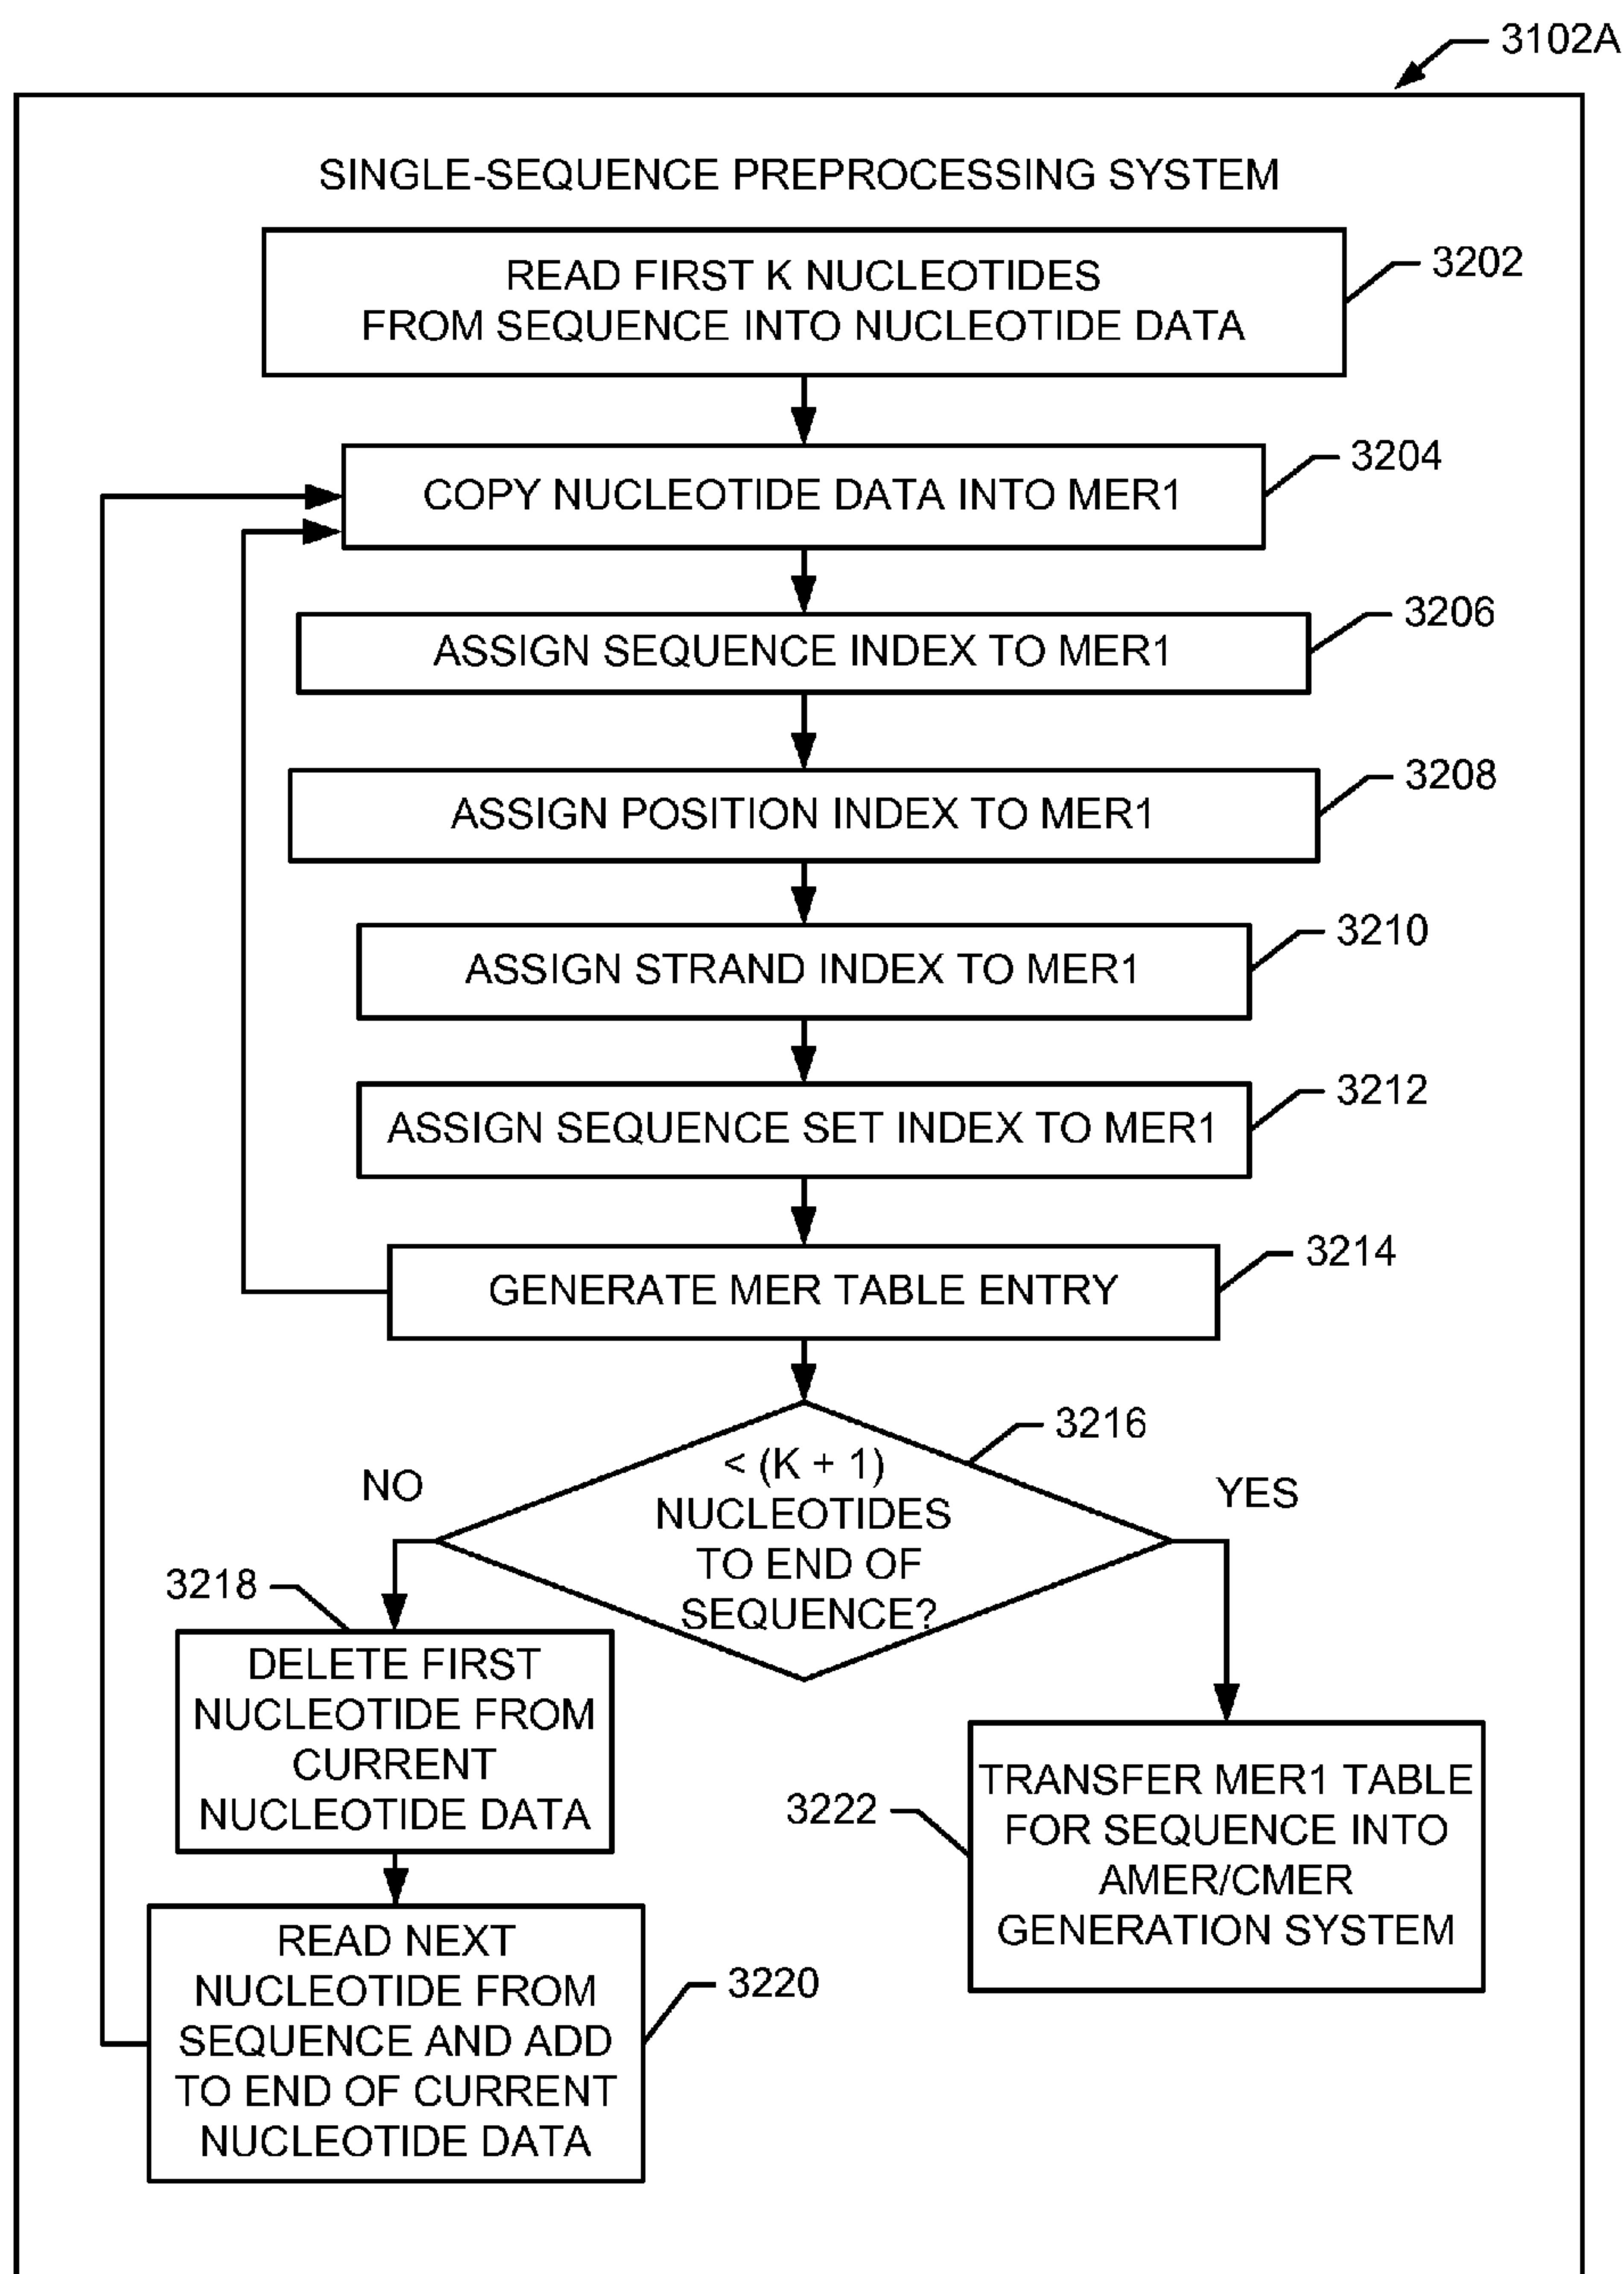 3102A
SINGLE-SEQUENCE PREPROCESSING SYSTEM
READ FIRST K NUCLEOTIDES
FROM SEQUENCE INTO NUCLEOTIDE DATA
3202
COPY NUCLEOTIDE DATA INTO MER1
3204
ASSIGN SEQUENCE INDEX TO MER1
3206
ASSIGN POSITION INDEX TO MER1
3208
ASSIGN STRAND INDEX TO MER1
3210
ASSIGN SEQUENCE SET INDEX TO MER1
3212
GENERATE MER TABLE ENTRY
3214
< (K + 1)
NUCLEOTIDES
TO END OF
SEQUENCE?
3216
NO
YES
3218
DELETE FIRST
NUCLEOTIDE FROM
CURRENT
NUCLEOTIDE DATA
READ NEXT
NUCLEOTIDE FROM
SEQUENCE AND ADD
TO END OF CURRENT
NUCLEOTIDE DATA
3220
3222
TRANSFER MER1 TABLE
FOR SEQUENCE INTO
AMER/CMER
GENERATION SYSTEM